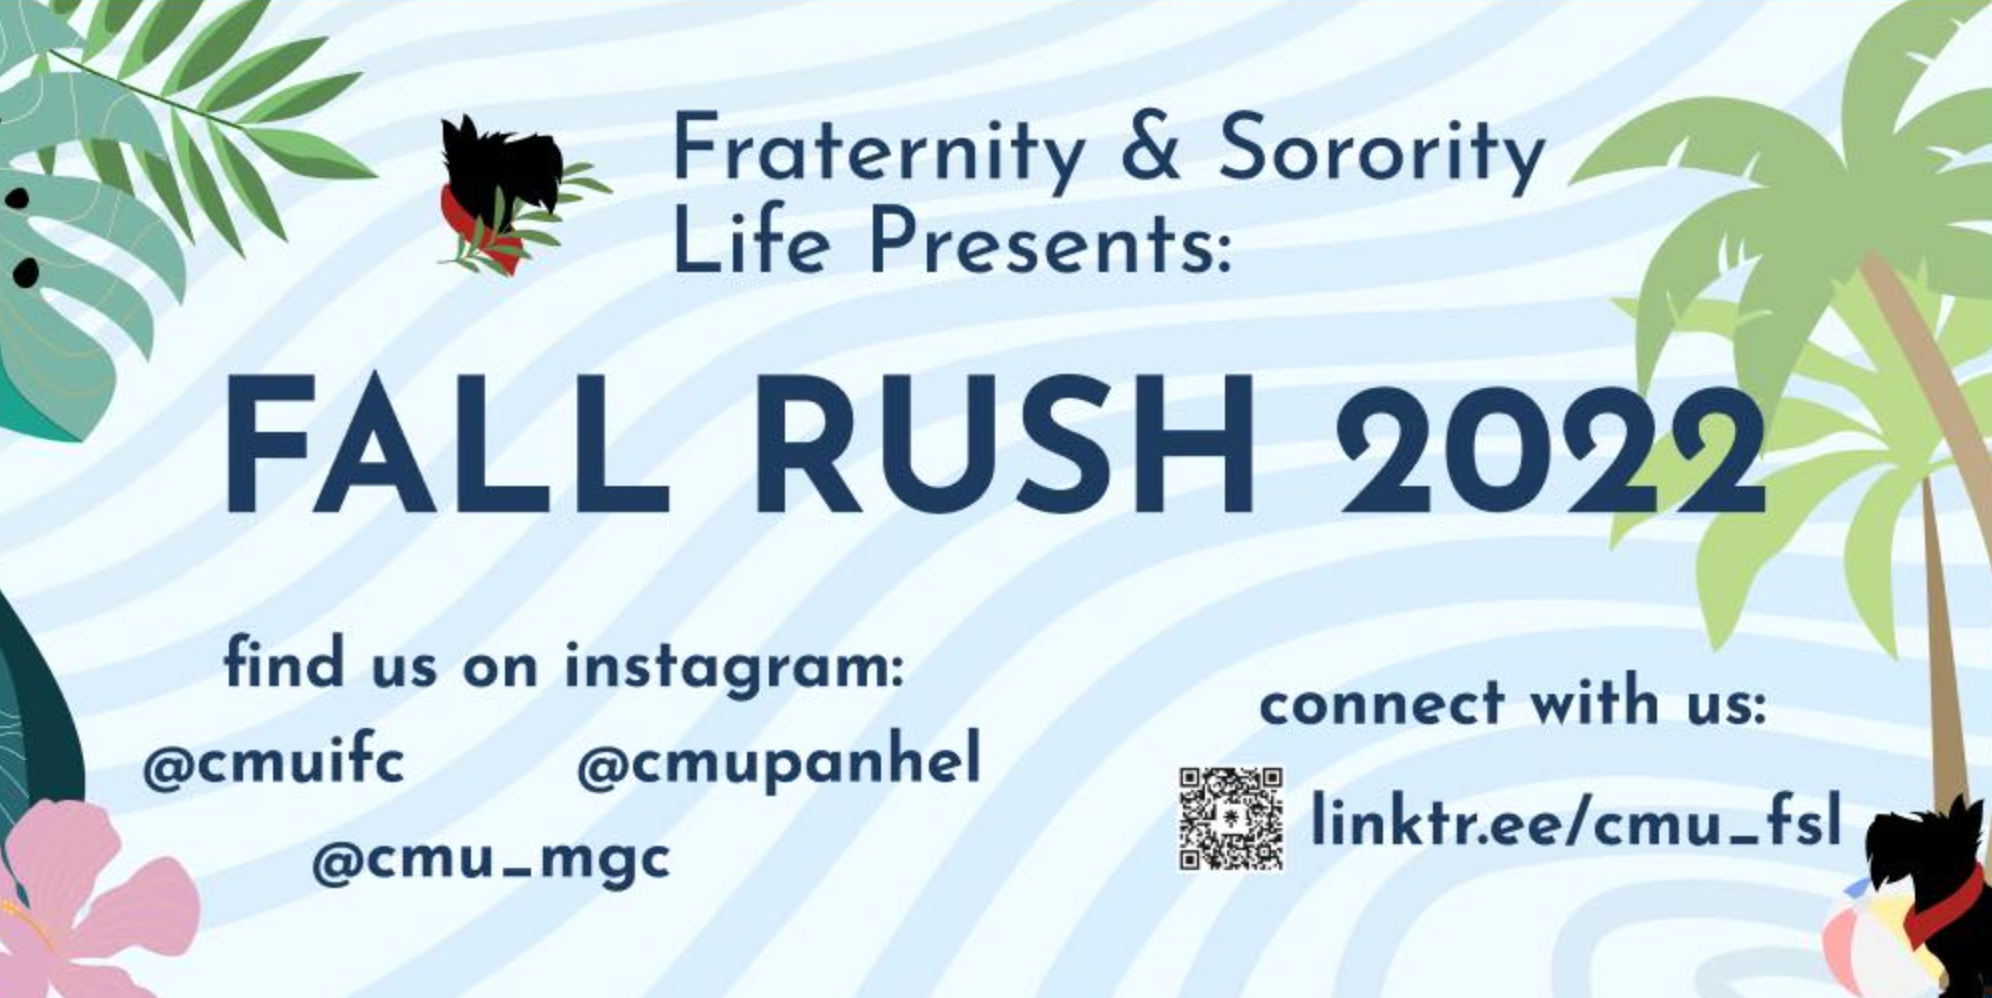 Fraternity & Sorority
Life Presents:
FALL RUSH 2022
find us on instagram:
@cmuifc @cmupanhel
@cmu_mgc
connect with us:
linktr.ee/cmu_fsl